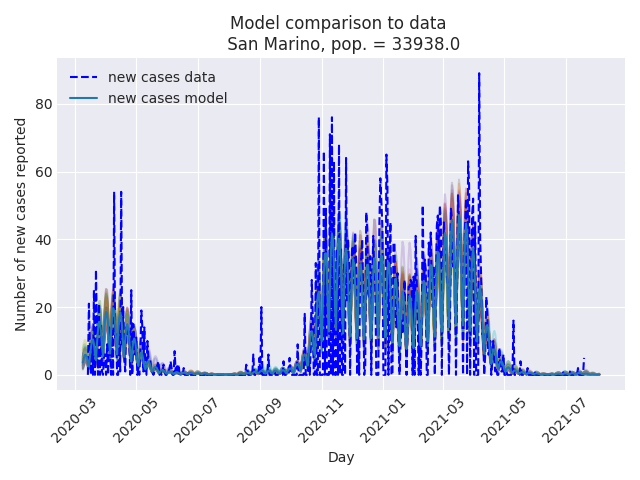 Model comparison to data
San Marino, pop. = 33938.0
new cases data
new cases model
Number of new cases reported
80
60
40
20
0
2020-03
2020-05
2020-07
2020-09
2020-11
2021-01
2021-03
2021-05
2021-07
Day